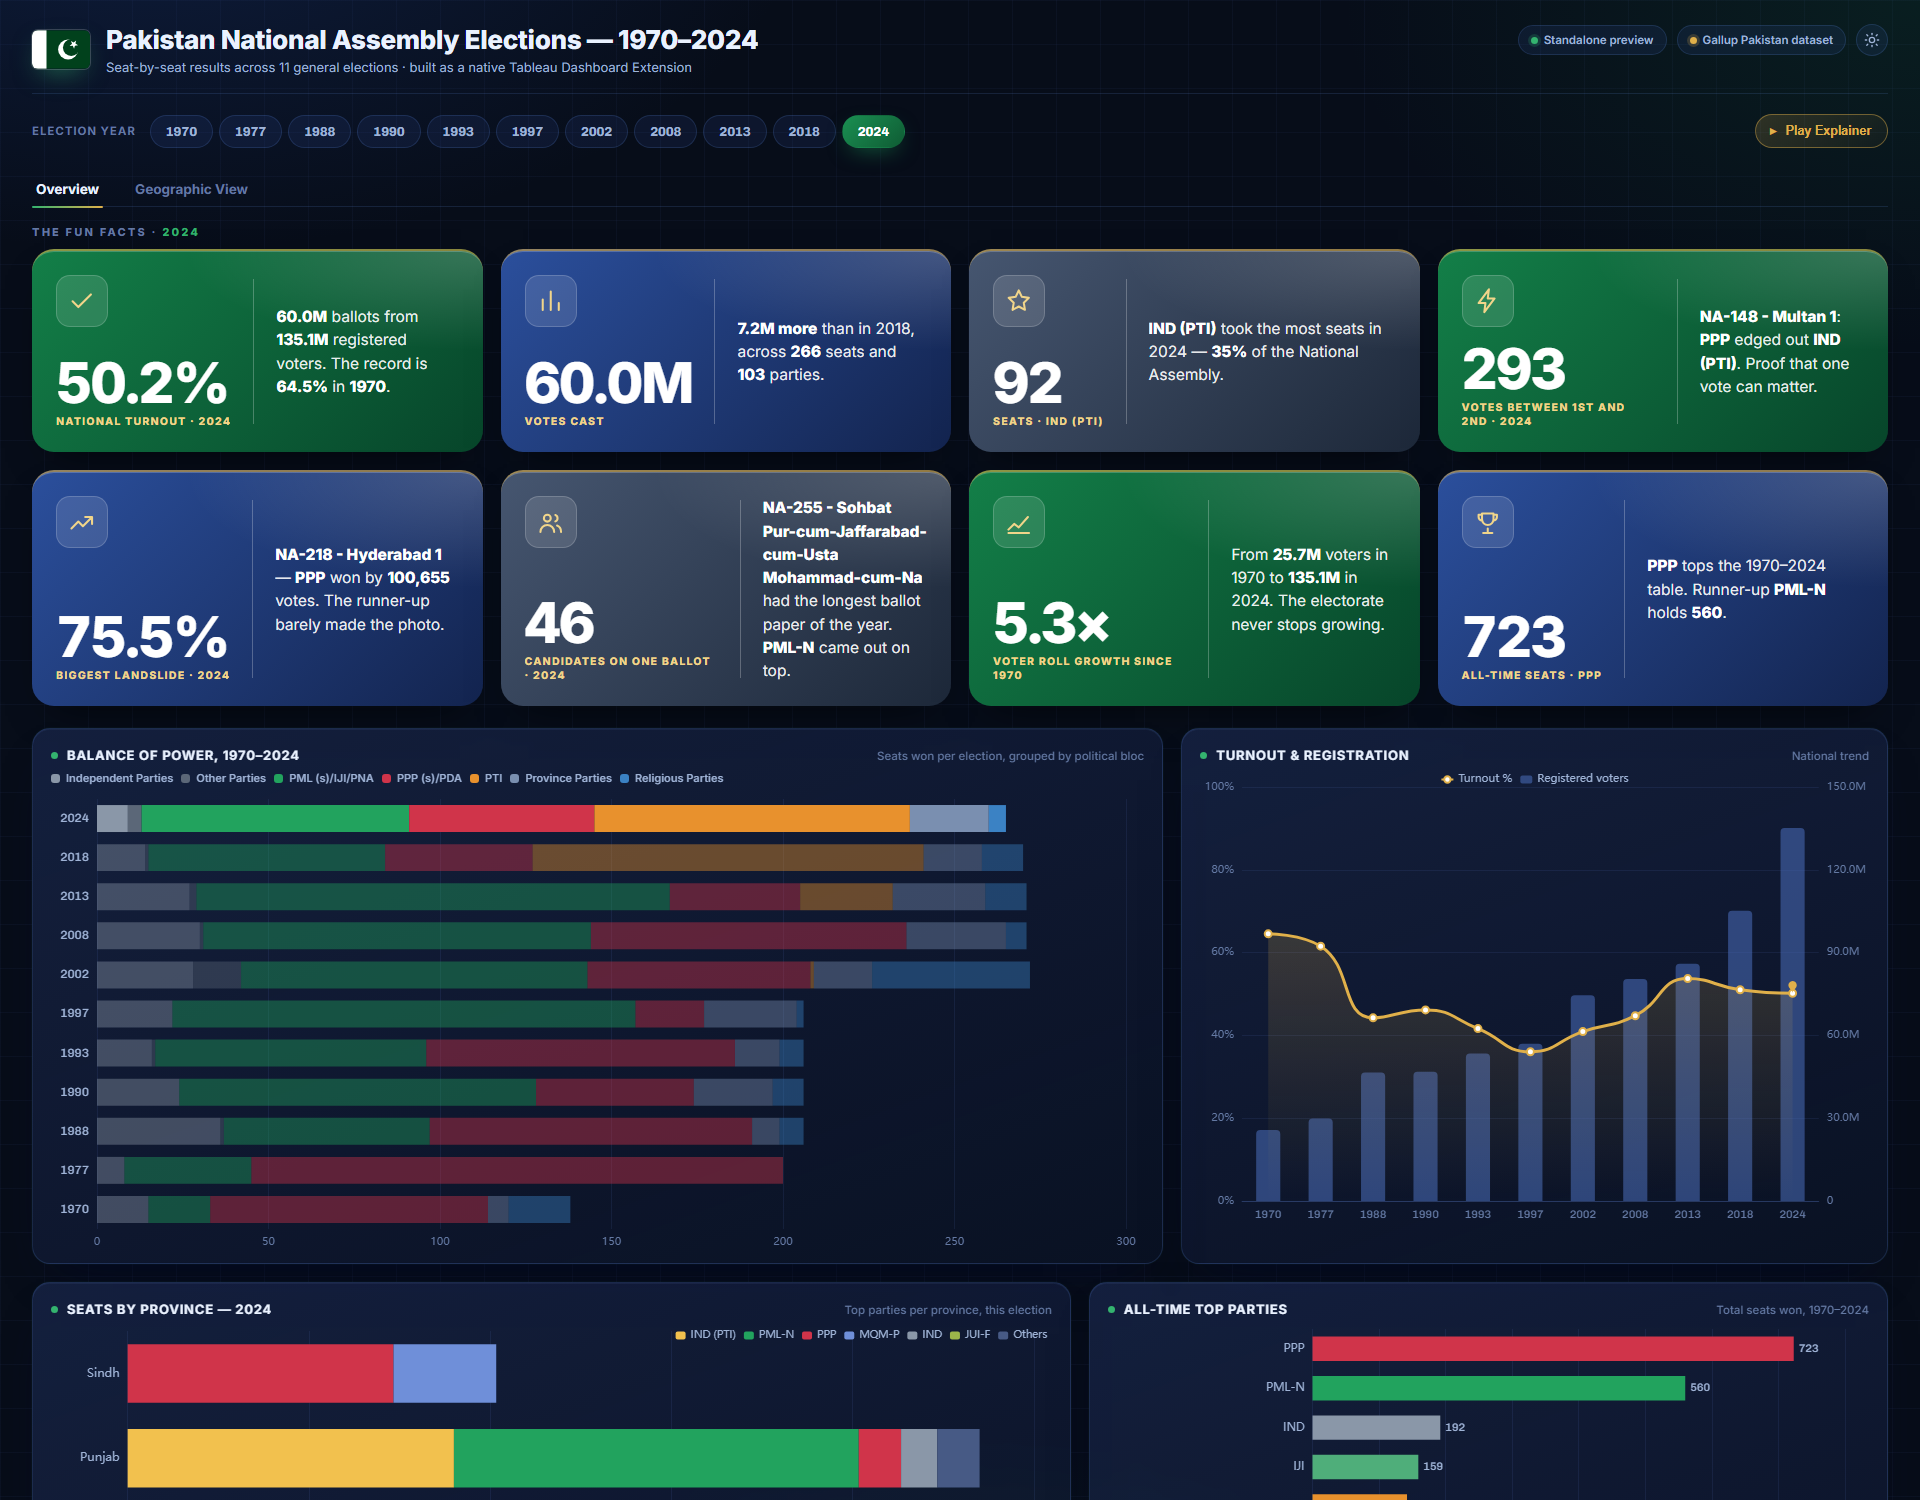 Pakistan National Assembly Elections — 1970–2024
Seat-by-seat results across 11 general elections · built as a native Tableau Dashboard Extension
Standalone preview
Gallup Pakistan dataset
ELECTION YEAR
1970
1977
1988
1990
1993
1997
2002
2008
2013
2018
2024
▶ Play Explainer
Overview
Geographic View
THE FUN FACTS · 2024
50.2%
NATIONAL TURNOUT · 2024
60.0M ballots from
135.1M registered
voters. The record is
64.5% in 1970.
60.0M
VOTES CAST
7.2M more than in 2018,
across 266 seats and
103 parties.
92
SEATS · IND (PTI)
IND (PTI) took the most seats in
2024 — 35% of the National
Assembly.
293
VOTES BETWEEN 1ST AND
2ND · 2024
NA-148 - Multan 1:
PPP edged out IND
(PTI). Proof that one
vote can matter.
75.5%
BIGGEST LANDSLIDE · 2024
NA-218 - Hyderabad 1
— PPP won by 100,655
votes. The runner-up
barely made the photo.
46
CANDIDATES ON ONE BALLOT
· 2024
NA-255 - Sohbat
Pur-cum-Jaffarabad-
cum-Usta
Mohammad-cum-Na
had the longest ballot
paper of the year.
PML-N came out on
top.
5.3×
VOTER ROLL GROWTH SINCE
1970
From 25.7M voters in
1970 to 135.1M in
2024. The electorate
never stops growing.
723
ALL-TIME SEATS · PPP
PPP tops the 1970–2024
table. Runner-up PML-N
holds 560.
BALANCE OF POWER, 1970–2024
Seats won per election, grouped by political bloc
Independent Parties
Other Parties
PML (s)/IJI/PNA
PPP (s)/PDA
PTI
Province Parties
Religious Parties
2024
2018
2013
2008
2002
1997
1993
1990
1988
1977
1970
0
50
100
150
200
250
300
TURNOUT & REGISTRATION
National trend
Turnout %
Registered voters
100%
80%
60%
40%
20%
0%
150.0M
120.0M
90.0M
60.0M
30.0M
0
1970
1977
1988
1990
1993
1997
2002
2008
2013
2018
2024
SEATS BY PROVINCE — 2024
Top parties per province, this election
IND (PTI)
PML-N
PPP
MQM-P
IND
JUI-F
Others
Sindh
Punjab
ALL-TIME TOP PARTIES
Total seats won, 1970–2024
PPP
723
PML-N
560
IND
192
IJI
159